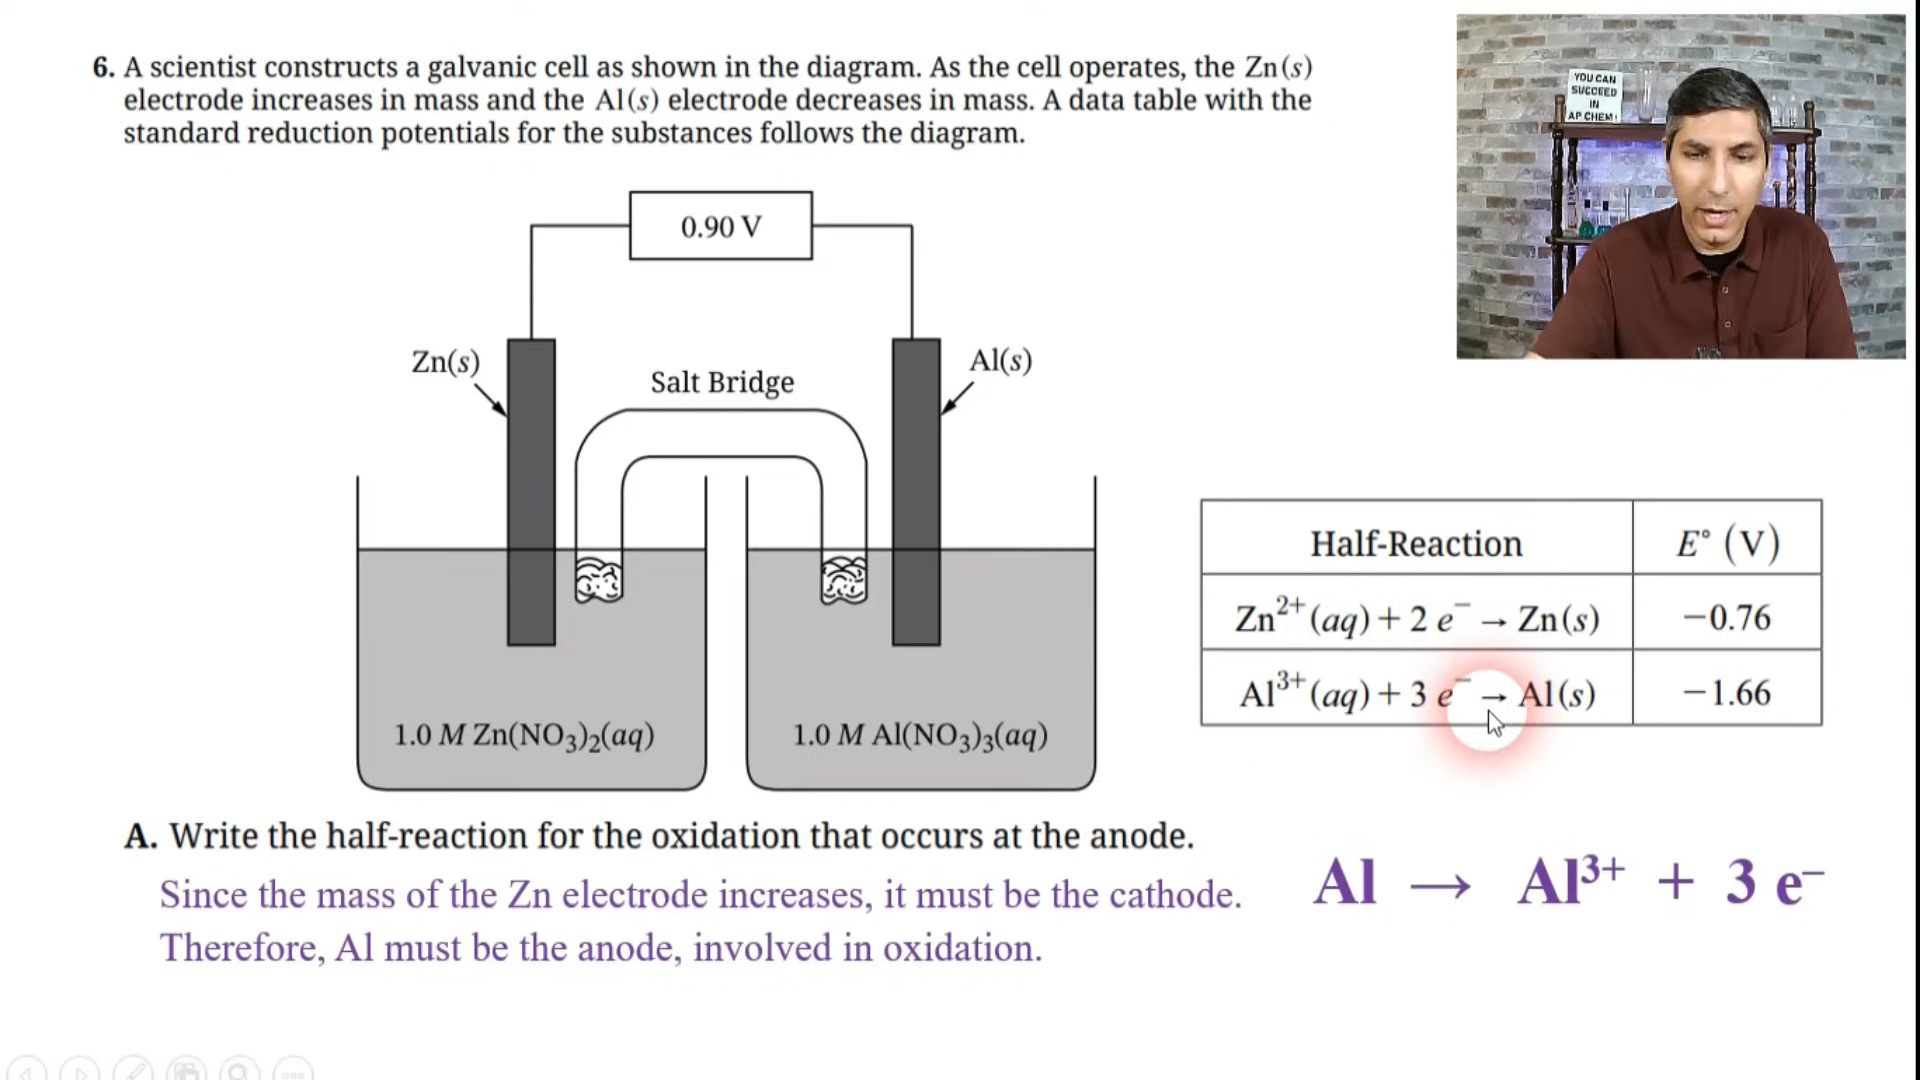 6. A scientist constructs a galvanic cell as shown in the diagram. As the cell operates, the Zn(s)
electrode increases in mass and the Al(s) electrode decreases in mass. A data table with the
standard reduction potentials for the substances follows the diagram.
YOU CAN
SUCCEED
IN
AP CHEM!
0.90 V
Zn(s)
Salt Bridge
Al(s)
1.0 M Zn(NO₃)₂(aq)
1.0 M Al(NO₃)₃(aq)
Half-Reaction
E° (V)
Zn²⁺(aq) + 2 e⁻ → Zn(s)
−0.76
Al³⁺(aq) + 3 e⁻ → Al(s)
−1.66
A. Write the half-reaction for the oxidation that occurs at the anode.
Since the mass of the Zn electrode increases, it must be the cathode.
Therefore, Al must be the anode, involved in oxidation.
Al → Al³⁺ + 3 e⁻